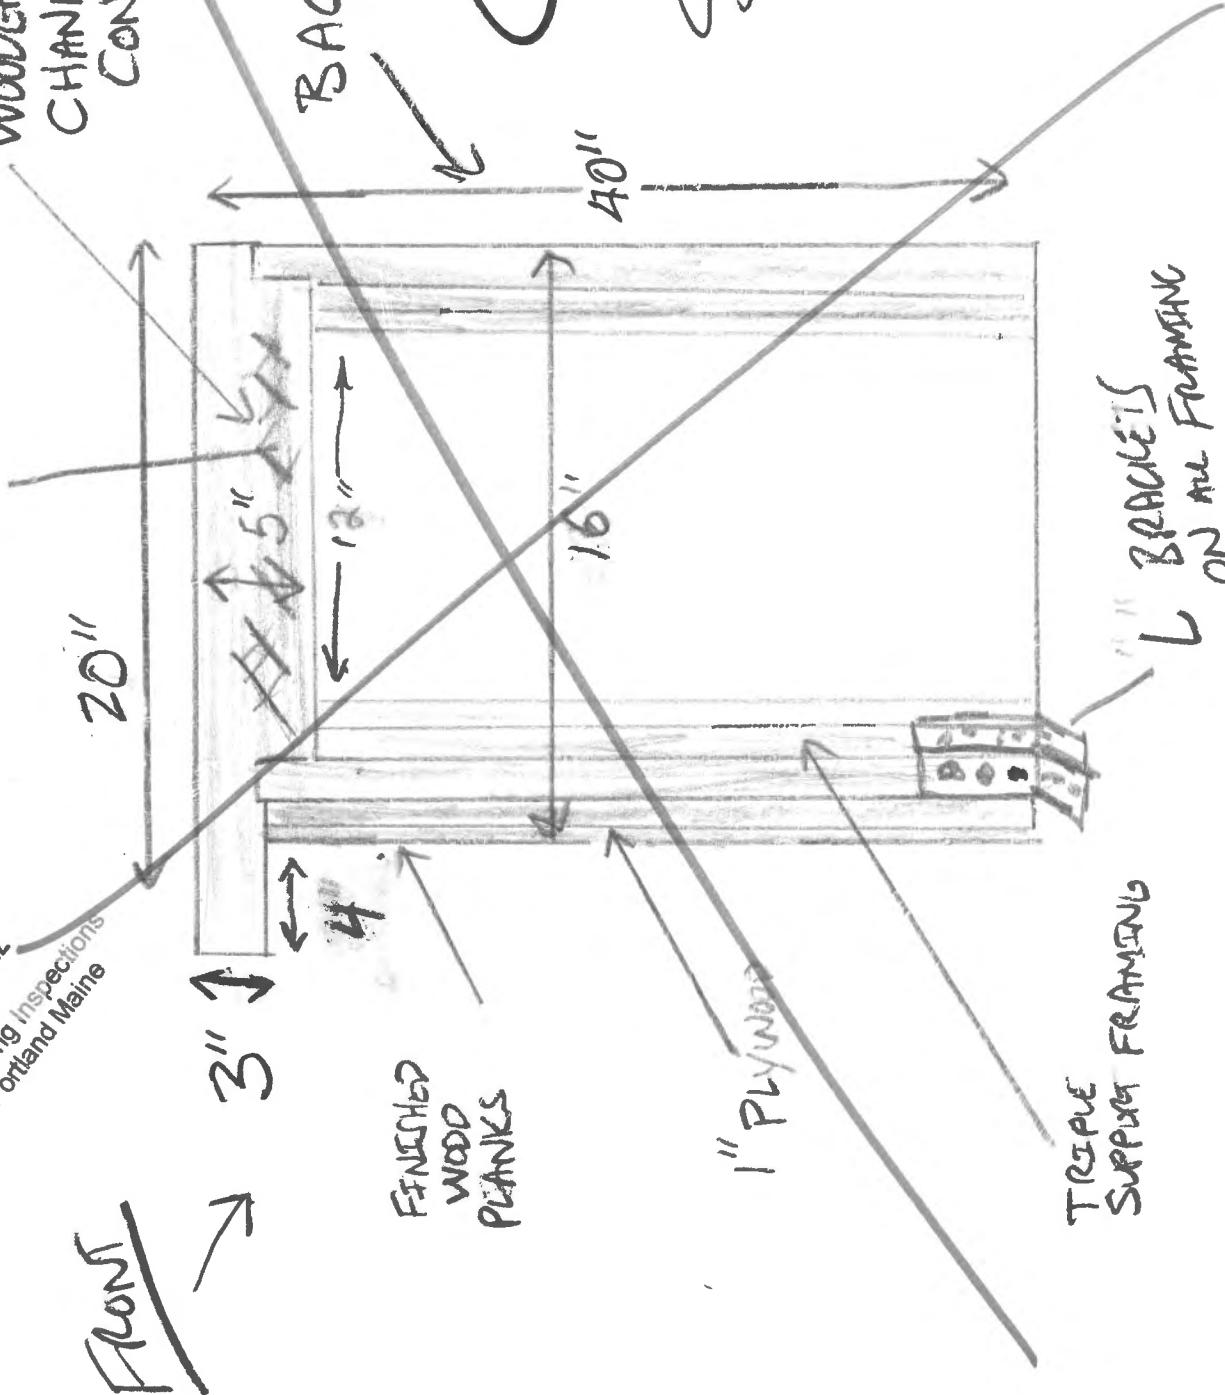 CHAN
CON
BAC
20"
40"
5"
12"
16"
4"
3"
ng Inspections
ortland Maine
FRONT
FINISHED
WOOD
PLANKS
1" PLYWOOD
TRIPLE
SUPPORT FRAMING
L BRACKETS
ON ALL FRAMING